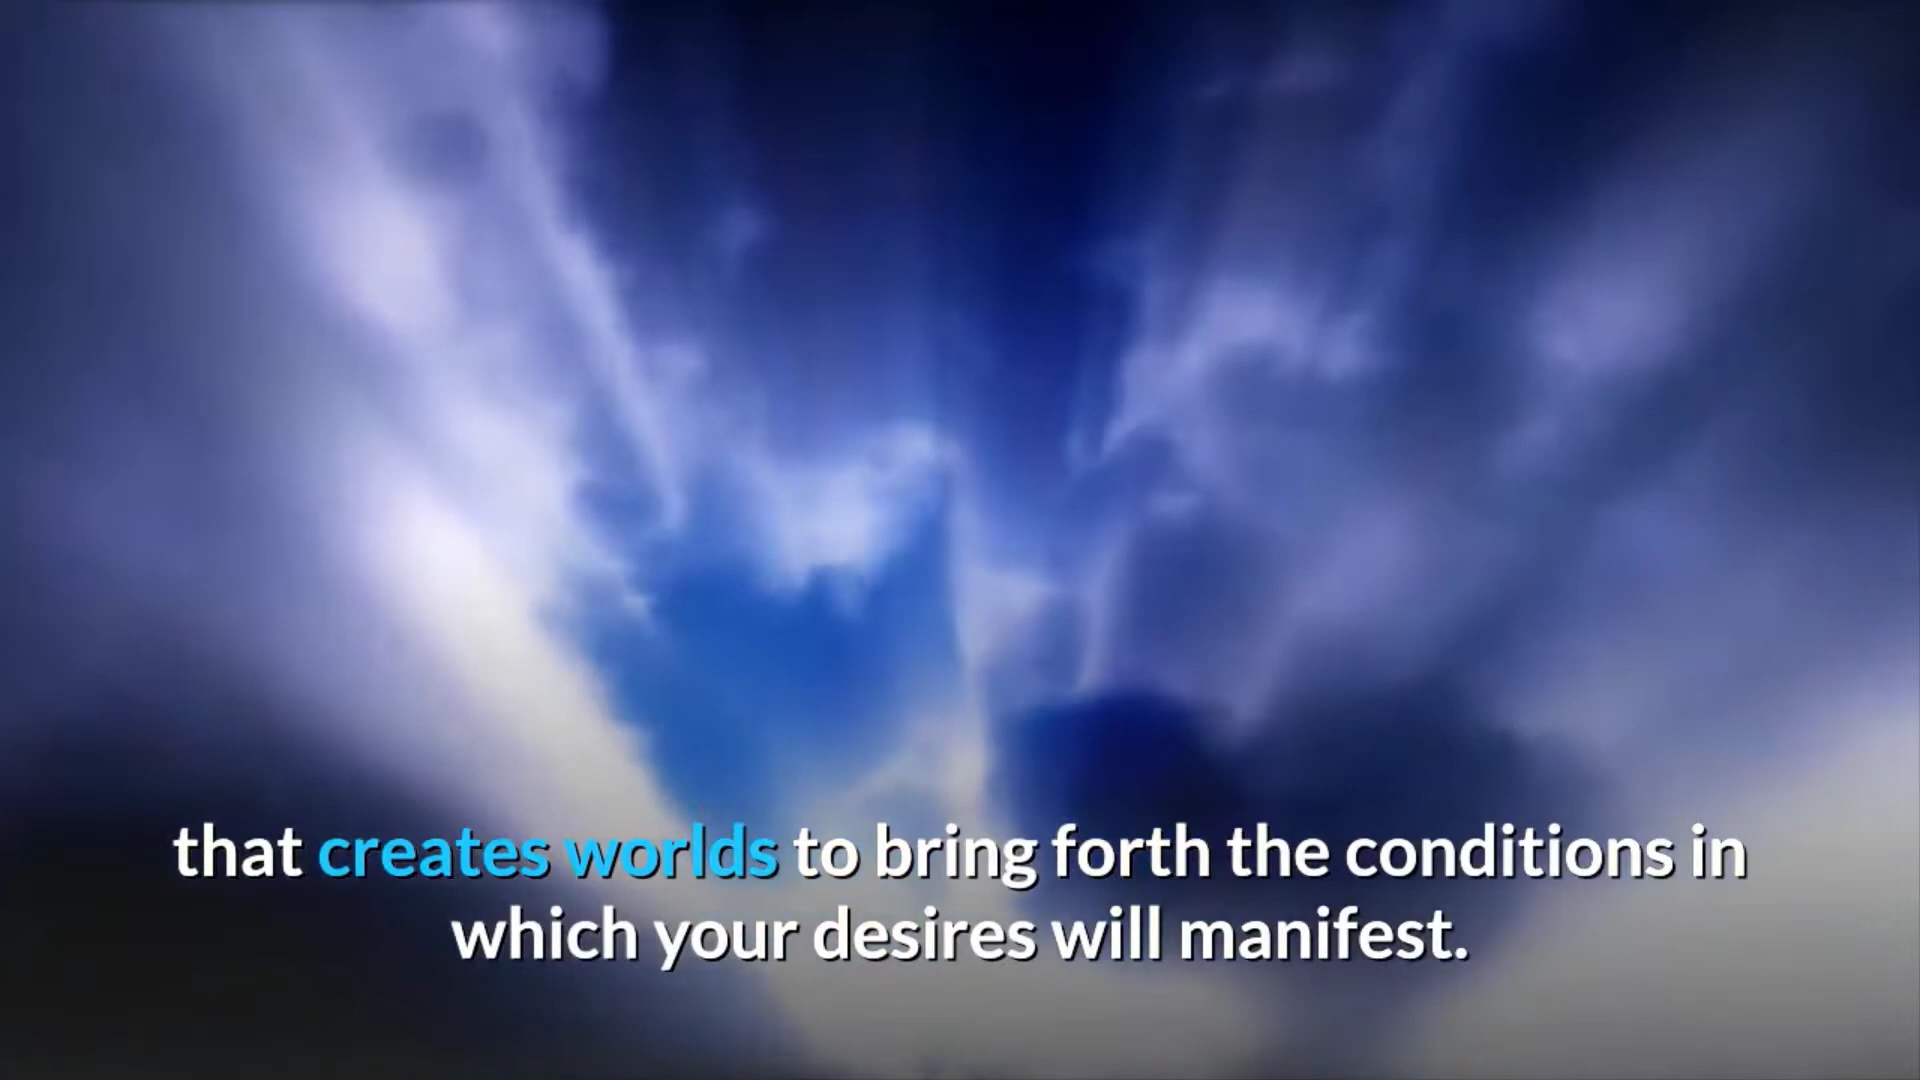 that creates worlds to bring forth the conditions in
which your desires will manifest.